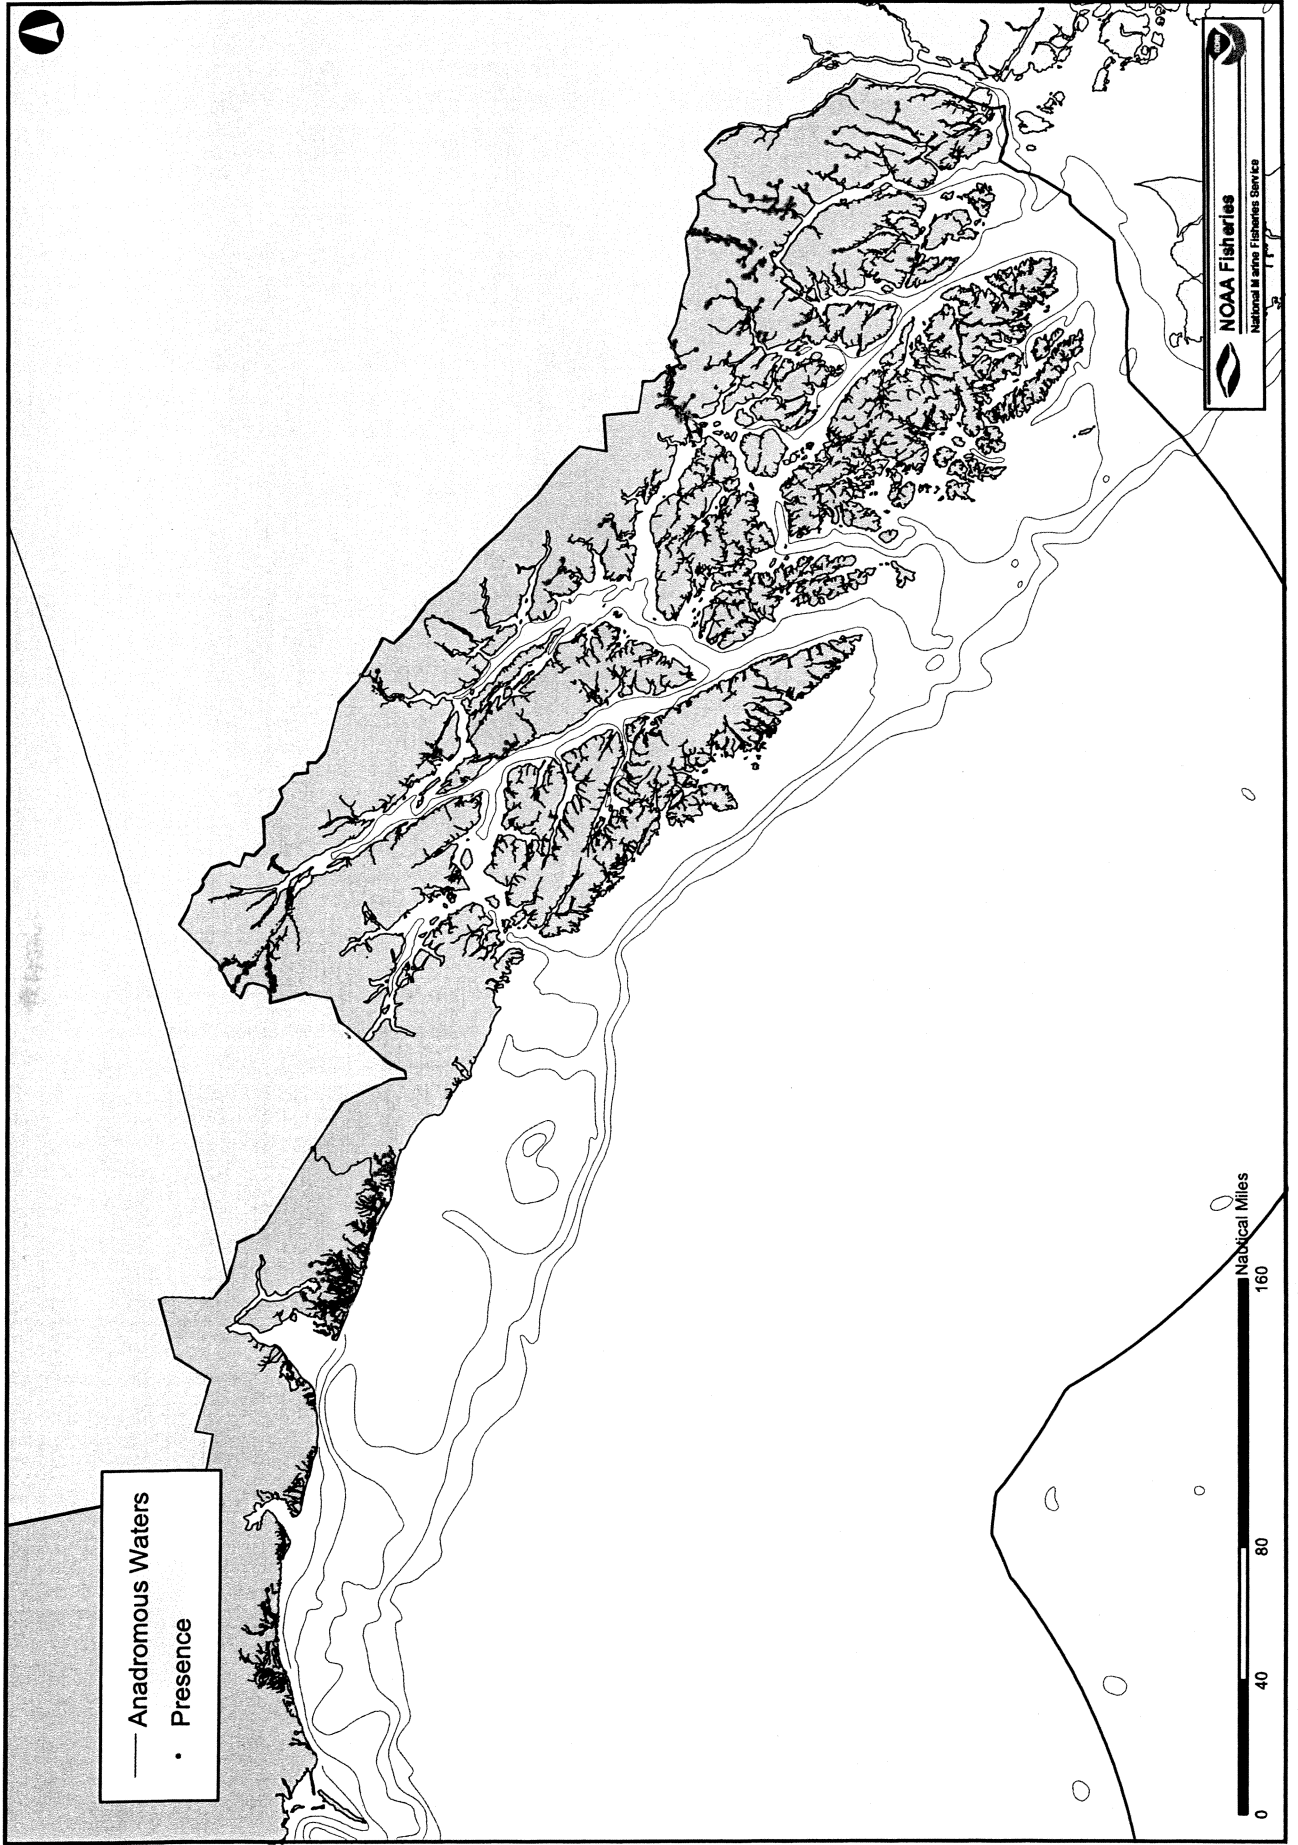 Anadromous Waters
Presence
NOAA Fisheries
National Marine Fisheries Service
0 40 80 160
Nautical Miles